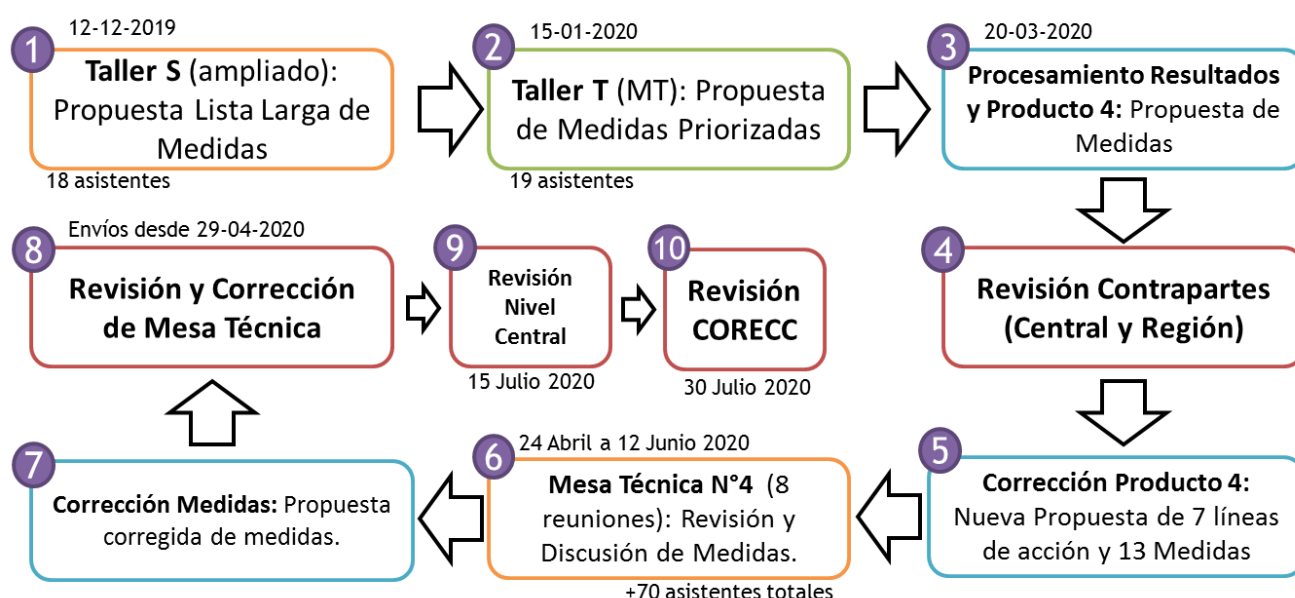 12-12-2019
1
Taller S (ampliado):
Propuesta Lista Larga de
Medidas
18 asistentes
15-01-2020
2
Taller T (MT): Propuesta
de Medidas Priorizadas
19 asistentes
20-03-2020
3
Procesamiento Resultados
y Producto 4: Propuesta de
Medidas
4
Revisión Contrapartes
(Central y Región)
5
Corrección Producto 4:
Nueva Propuesta de 7 líneas
de acción y 13 Medidas
24 Abril a 12 Junio 2020
6
Mesa Técnica N°4 (8
reuniones): Revisión y
Discusión de Medidas.
+70 asistentes totales
7
Corrección Medidas: Propuesta
corregida de medidas.
Envíos desde 29-04-2020
8
Revisión y Corrección
de Mesa Técnica
9
Revisión
Nivel
Central
15 Julio 2020
10
Revisión
CORECC
30 Julio 2020